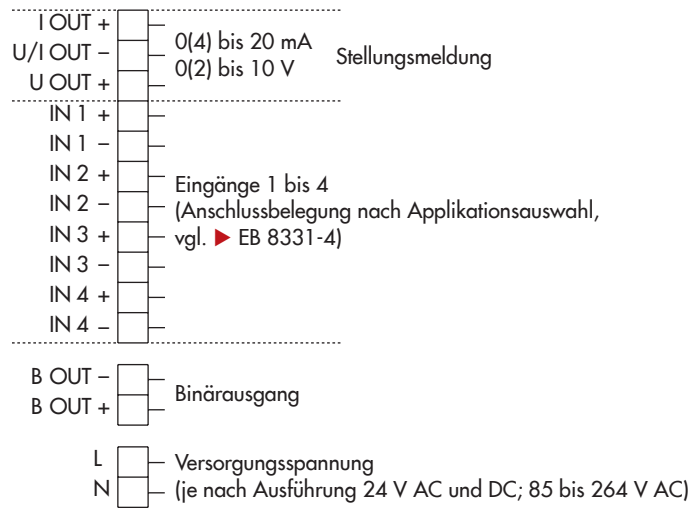 I OUT +
U/I OUT –
U OUT +
0(4) bis 20 mA
0(2) bis 10 V
Stellungsmeldung
IN 1 +
IN 1 –
IN 2 +
IN 2 –
IN 3 +
IN 3 –
IN 4 +
IN 4 –
Eingänge 1 bis 4
(Anschlussbelegung nach Applikationsauswahl,
vgl. ▶ EB 8331-4)
B OUT –
B OUT +
Binärausgang
L
N
Versorgungsspannung
(je nach Ausführung 24 V AC und DC; 85 bis 264 V AC)